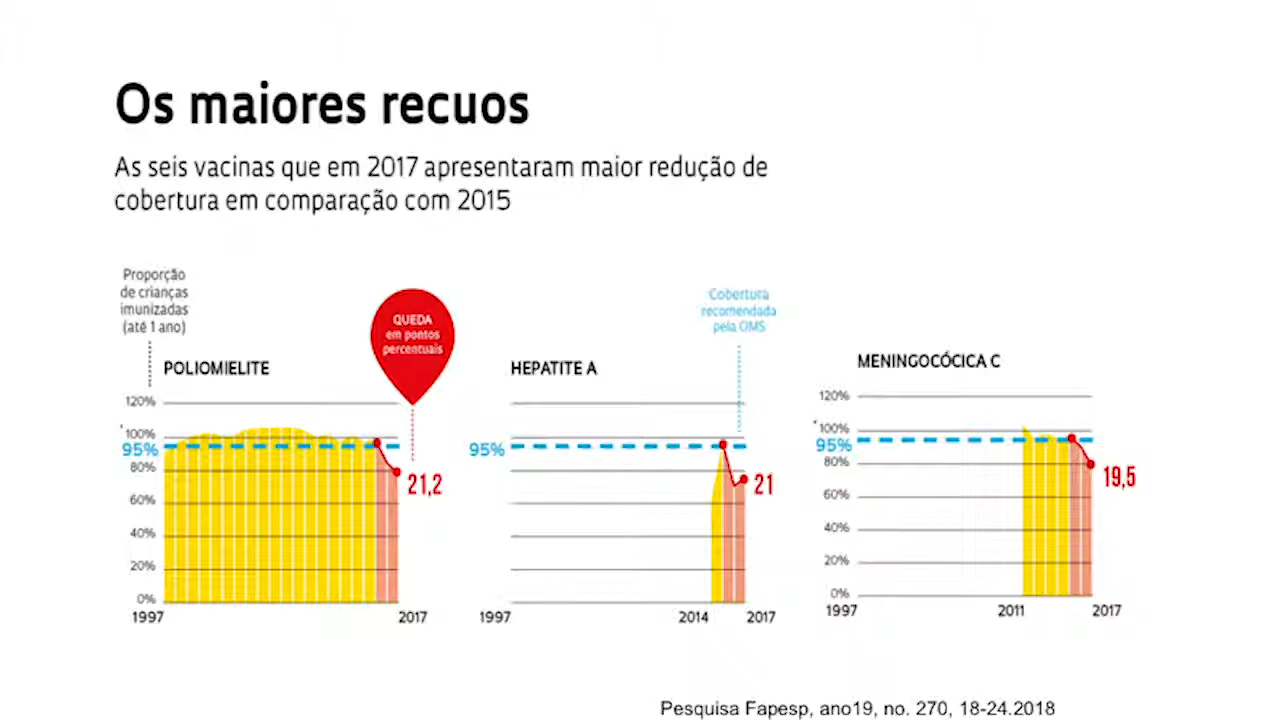 Os maiores recuos
As seis vacinas que em 2017 apresentaram maior redução de
cobertura em comparação com 2015
Proporção
de crianças
imunizadas
(até 1 ano)
QUEDA
em pontos
percentuais
Cobertura
recomendada
pela OMS
POLIOMIELITE
120%
100%
95%
80%
60%
40%
20%
0%
1997
2017
21,2
HEPATITE A
95%
1997
2014
2017
21
MENINGOCÓCICA C
120%
100%
95%
80%
60%
40%
20%
0%
1997
2011
2017
19,5
Pesquisa Fapesp, ano19, no. 270, 18-24.2018